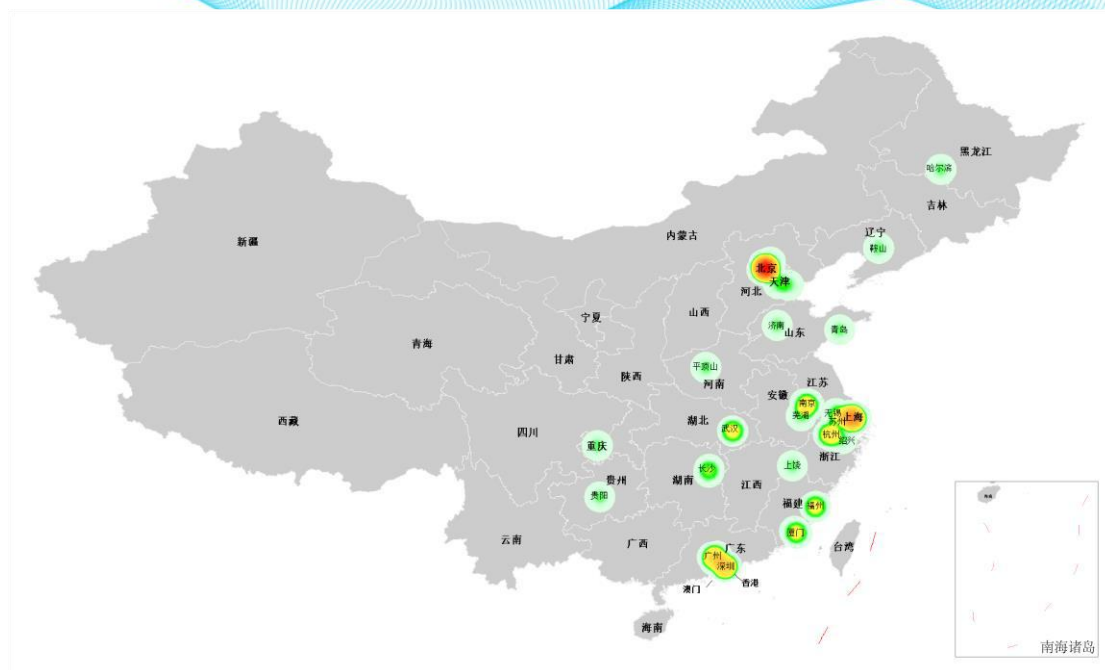 黑龙江
哈尔滨
吉林
辽宁
鞍山
内蒙古
新疆
北京
天津
河北
山西
宁夏
济南
山东
青岛
青海
甘肃
陕西
平顶山
河南
江苏
安徽
南京
芜湖
无锡
苏州
上海
西藏
四川
湖北
武汉
杭州
绍兴
浙江
重庆
长沙
上饶
贵州
湖南
江西
贵阳
福建
福州
厦门
云南
广西
广东
台湾
广州
深圳
香港
澳门
海南
海南
南海诸岛